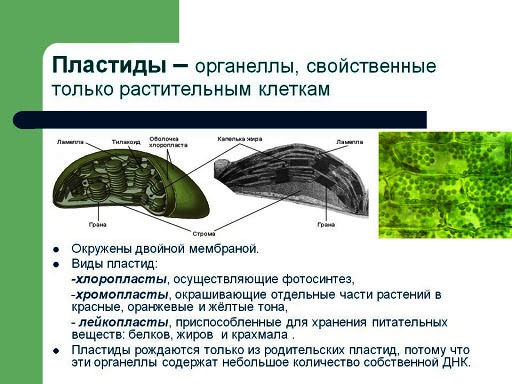 Пластиды – органеллы, свойственные
только растительным клеткам
Ламелла
Тилакоид
Оболочка
хлоропласта
Капелька жира
Ламелла
Грана
Строма
Грана
Окружены двойной мембраной.
Виды пластид:
-хлоропласты, осуществляющие фотосинтез,
-хромопласты, окрашивающие отдельные части растений в
красные, оранжевые и жёлтые тона,
- лейкопласты, приспособленные для хранения питательных
веществ: белков, жиров и крахмала .
Пластиды рождаются только из родительских пластид, потому что
эти органеллы содержат небольшое количество собственной ДНК.